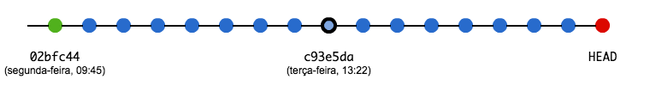 02bfc44
(segunda-feira, 09:45)
c93e5da
(terça-feira, 13:22)
HEAD